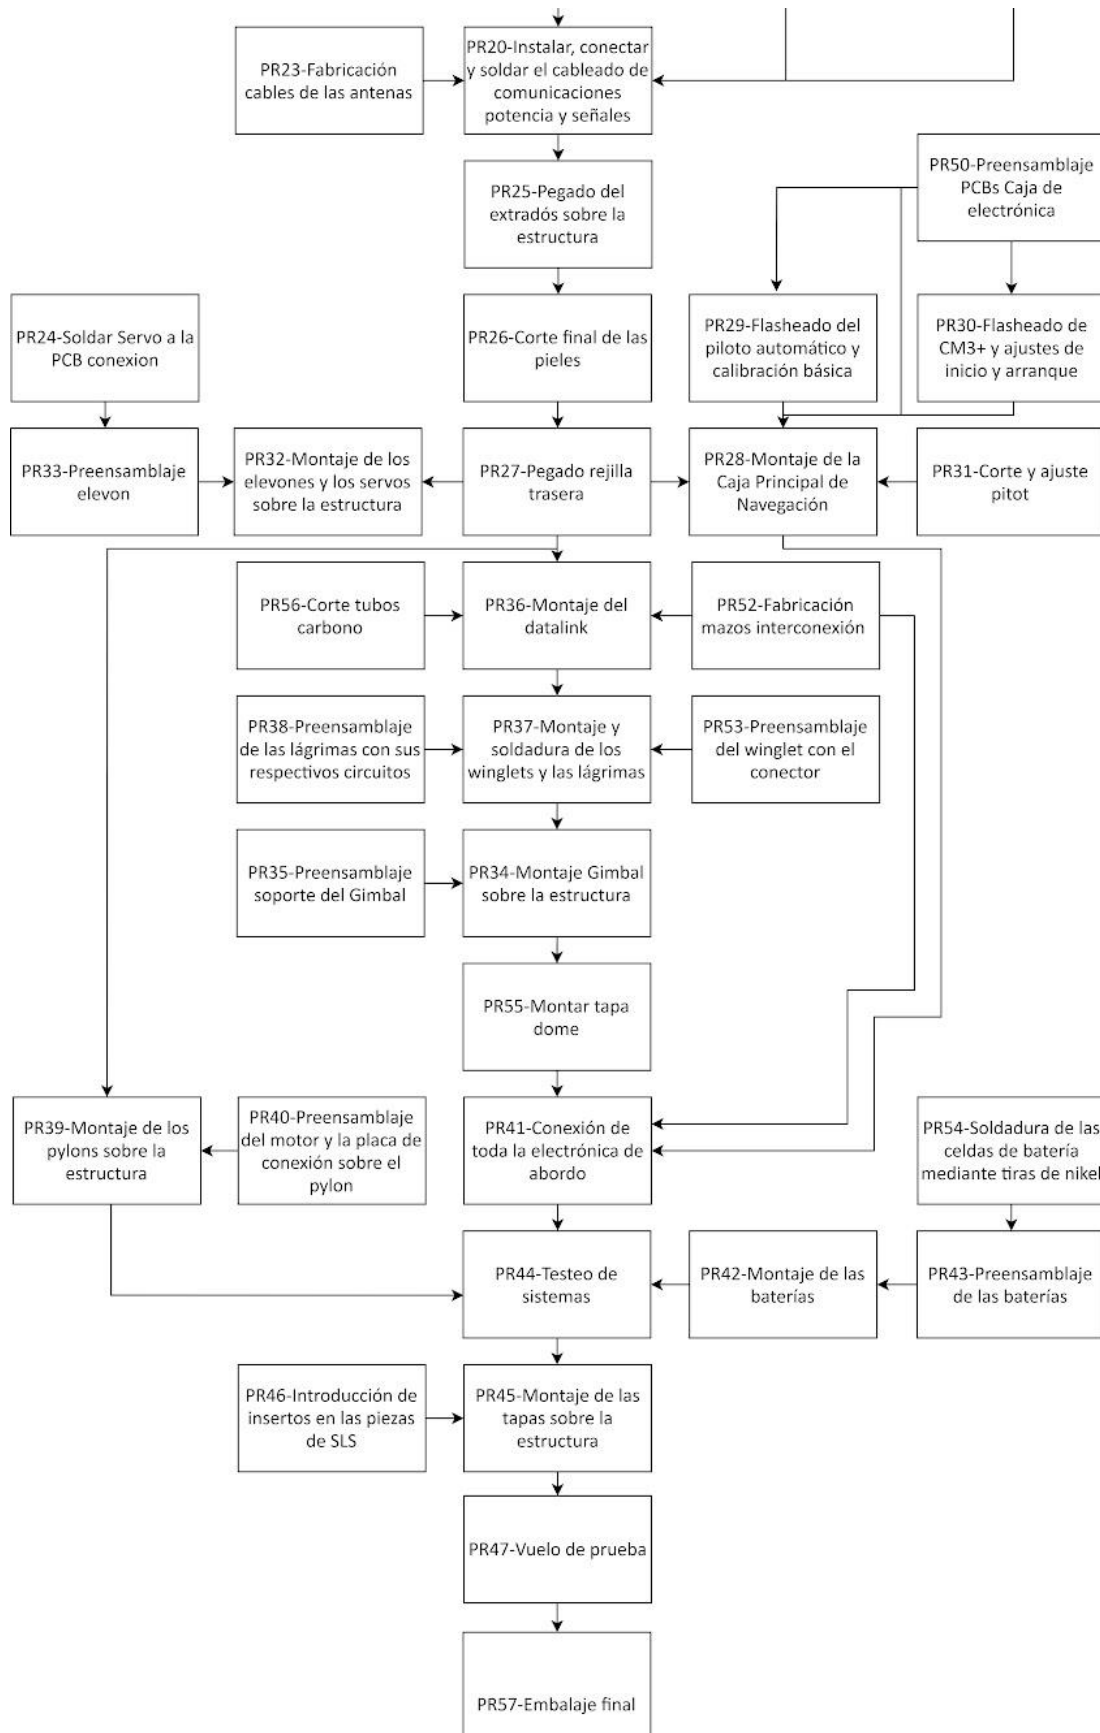 PR23-Fabricación
cables de las antenas
PR20-Instalar, conectar
y soldar el cableado de
comunicaciones
potencia y señales
PR25-Pegado del
extradós sobre la
estructura
PR50-Preensamblaje
PCBs Caja de
electrónica
PR24-Soldar Servo a la
PCB conexion
PR26-Corte final de las
pieles
PR29-Flasheado del
piloto automático y
calibración básica
PR30-Flasheado de
CM3+ y ajustes de
inicio y arranque
PR33-Preensamblaje
elevon
PR32-Montaje de los
elevones y los servos
sobre la estructura
PR27-Pegado rejilla
trasera
PR28-Montaje de la
Caja Principal de
Navegación
PR31-Corte y ajuste
pitot
PR56-Corte tubos
carbono
PR36-Montaje del
datalink
PR52-Fabricación
mazos interconexión
PR38-Preensamblaje
de las lágrimas con sus
respectivos circuitos
PR37-Montaje y
soldadura de los
winglets y las lágrimas
PR53-Preensamblaje
del winglet con el
conector
PR35-Preensamblaje
soporte del Gimbal
PR34-Montaje Gimbal
sobre la estructura
PR55-Montar tapa
dome
PR39-Montaje de los
pylons sobre la
estructura
PR40-Preensamblaje
del motor y la placa de
conexión sobre el
pylon
PR41-Conexión de
toda la electrónica de
abordo
PR54-Soldadura de las
celdas de batería
mediante tiras de nikel
PR44-Testeo de
sistemas
PR42-Montaje de las
baterías
PR43-Preensamblaje
de las baterías
PR46-Introducción de
insertos en las piezas
de SLS
PR45-Montaje de las
tapas sobre la
estructura
PR47-Vuelo de prueba
PR57-Embalaje final